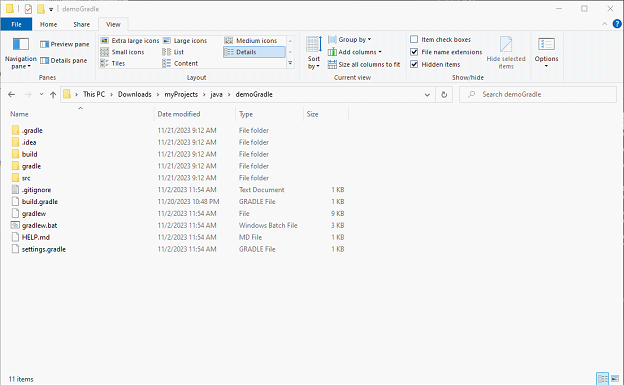 demoGradle
File Home Share View
Navigation pane
Preview pane
Details pane
Panes
Extra large icons Large icons Medium icons
Small icons List Details
Tiles Content
Layout
Sort by
Group by
Add columns
Size all columns to fit
Current view
Item check boxes
File name extensions
Hidden items
Hide selected items
Show/hide
Options
This PC > Downloads > myProjects > java > demoGradle
Search demoGradle
Name Date modified Type Size
.gradle 11/21/2023 9:12 AM File folder
.idea 11/21/2023 9:12 AM File folder
build 11/21/2023 9:12 AM File folder
gradle 11/21/2023 9:12 AM File folder
src 11/21/2023 9:12 AM File folder
.gitignore 11/2/2023 11:54 AM Text Document 1 KB
build.gradle 11/20/2023 10:48 PM GRADLE File 1 KB
gradlew 11/2/2023 11:54 AM File 9 KB
gradlew.bat 11/2/2023 11:54 AM Windows Batch File 3 KB
HELP.md 11/2/2023 11:54 AM MD File 1 KB
settings.gradle 11/2/2023 11:54 AM GRADLE File 1 KB
11 items